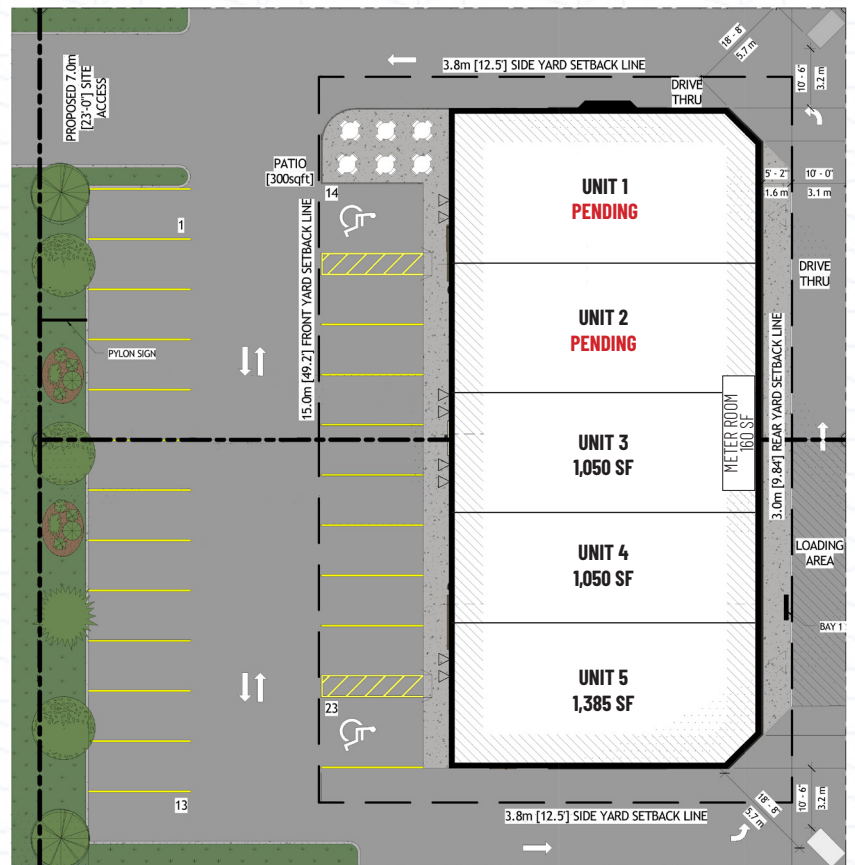 18' - 8"
5.7 m
10' - 6"
3.2 m
3.8m [12.5'] SIDE YARD SETBACK LINE
PROPOSED 7.0m
[23'-0"] SITE
ACCESS
DRIVE
THRU
PATIO
[300sqft]
14
5' - 2"
1.6 m
10' - 0"
3.1 m
1
UNIT 1
PENDING
DRIVE
THRU
15.0m [49.2'] FRONT YARD SETBACK LINE
UNIT 2
PENDING
PYLON SIGN
3.0m [9.84'] REAR YARD SETBACK LINE
METER ROOM
160 SF
UNIT 3
1,050 SF
LOADING
AREA
UNIT 4
1,050 SF
BAY 1
UNIT 5
1,385 SF
23
13
3.8m [12.5'] SIDE YARD SETBACK LINE
18' - 8"
5.7 m
10' - 6"
3.2 m